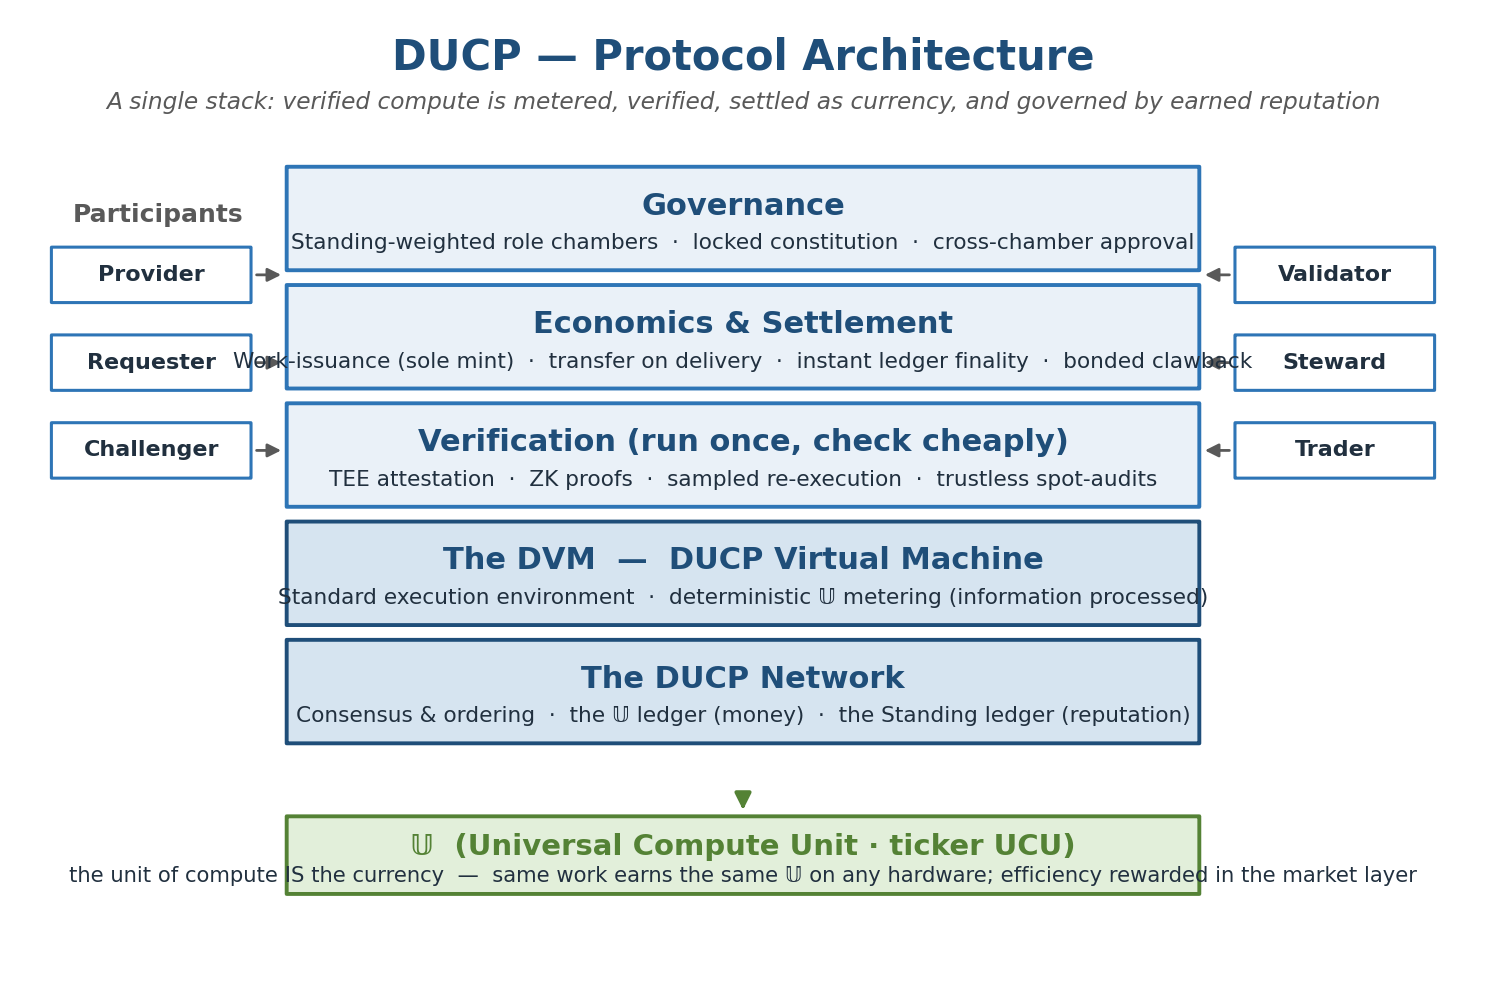 DUCP — Protocol Architecture
A single stack: verified compute is metered, verified, settled as currency, and governed by earned reputation
Participants
Provider
Requester
Challenger
Governance
Standing-weighted role chambers · locked constitution · cross-chamber approval
Economics & Settlement
Work-issuance (sole mint) · transfer on delivery · instant ledger finality · bonded clawback
Verification (run once, check cheaply)
TEE attestation · ZK proofs · sampled re-execution · trustless spot-audits
The DVM — DUCP Virtual Machine
Standard execution environment · deterministic 𝕌 metering (information processed)
The DUCP Network
Consensus & ordering · the 𝕌 ledger (money) · the Standing ledger (reputation)
Validator
Steward
Trader
𝕌 (Universal Compute Unit · ticker UCU)
the unit of compute IS the currency — same work earns the same 𝕌 on any hardware; efficiency rewarded in the market layer